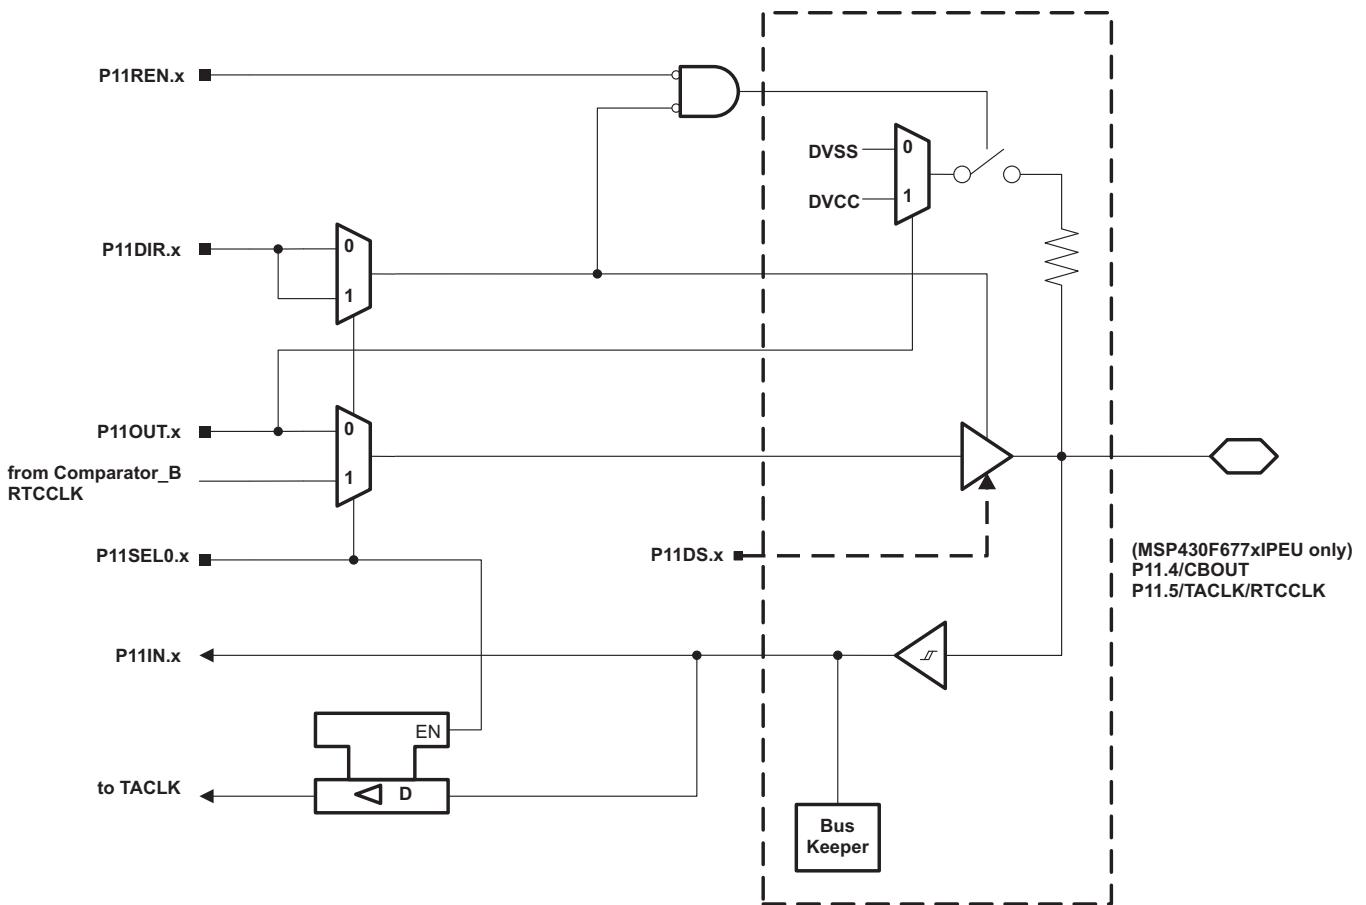 P11REN.x
DVSS
0
DVCC
1
P11DIR.x
0
1
P11OUT.x
0
from Comparator_B
RTCCLK
1
P11SEL0.x
P11DS.x
(MSP430F677xIPEU only)
P11.4/CBOUT
P11.5/TACLK/RTCCLK
P11IN.x
EN
to TACLK
D
Bus
Keeper